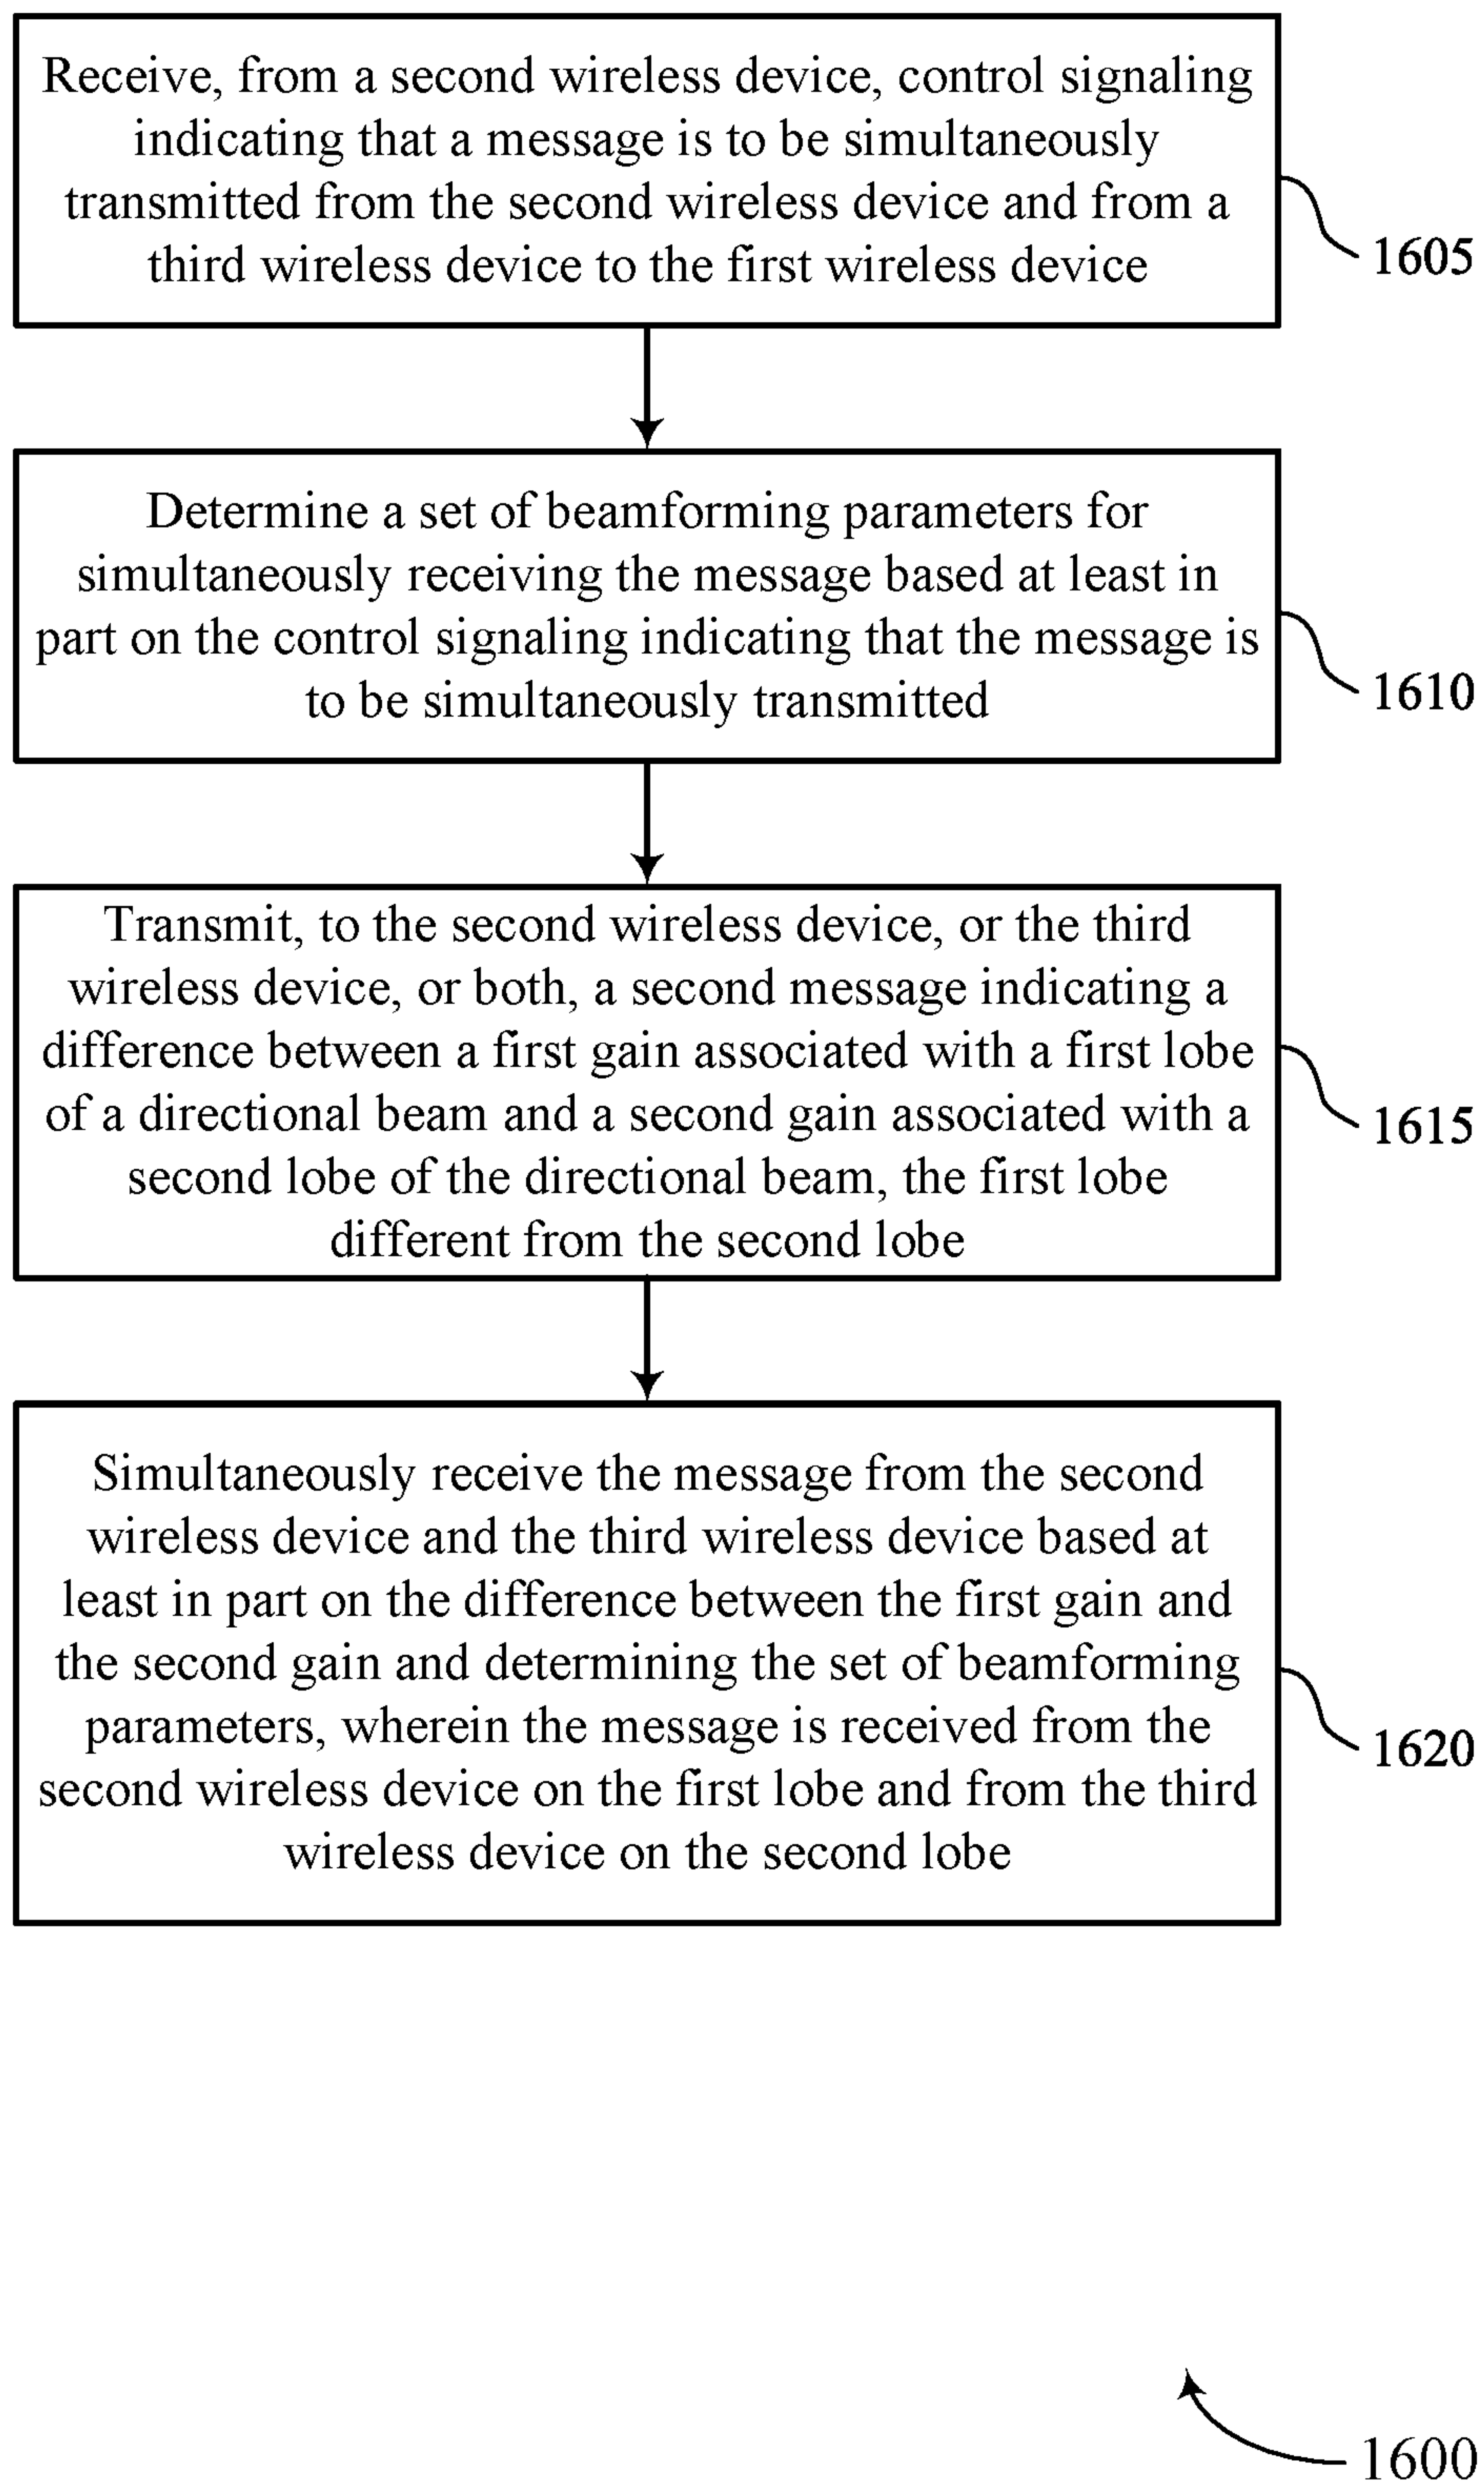 Receive, from a second wireless device, control signaling
indicating that a message is to be simultaneously
transmitted from the second wireless device and from a
third wireless device to the first wireless device
1605
Determine a set of beamforming parameters for
simultaneously receiving the message based at least in
part on the control signaling indicating that the message is
to be simultaneously transmitted
1610
Transmit, to the second wireless device, or the third
wireless device, or both, a second message indicating a
difference between a first gain associated with a first lobe
of a directional beam and a second gain associated with a
second lobe of the directional beam, the first lobe
different from the second lobe
1615
Simultaneously receive the message from the second
wireless device and the third wireless device based at
least in part on the difference between the first gain and
the second gain and determining the set of beamforming
parameters, wherein the message is received from the
second wireless device on the first lobe and from the third
wireless device on the second lobe
1620
1600